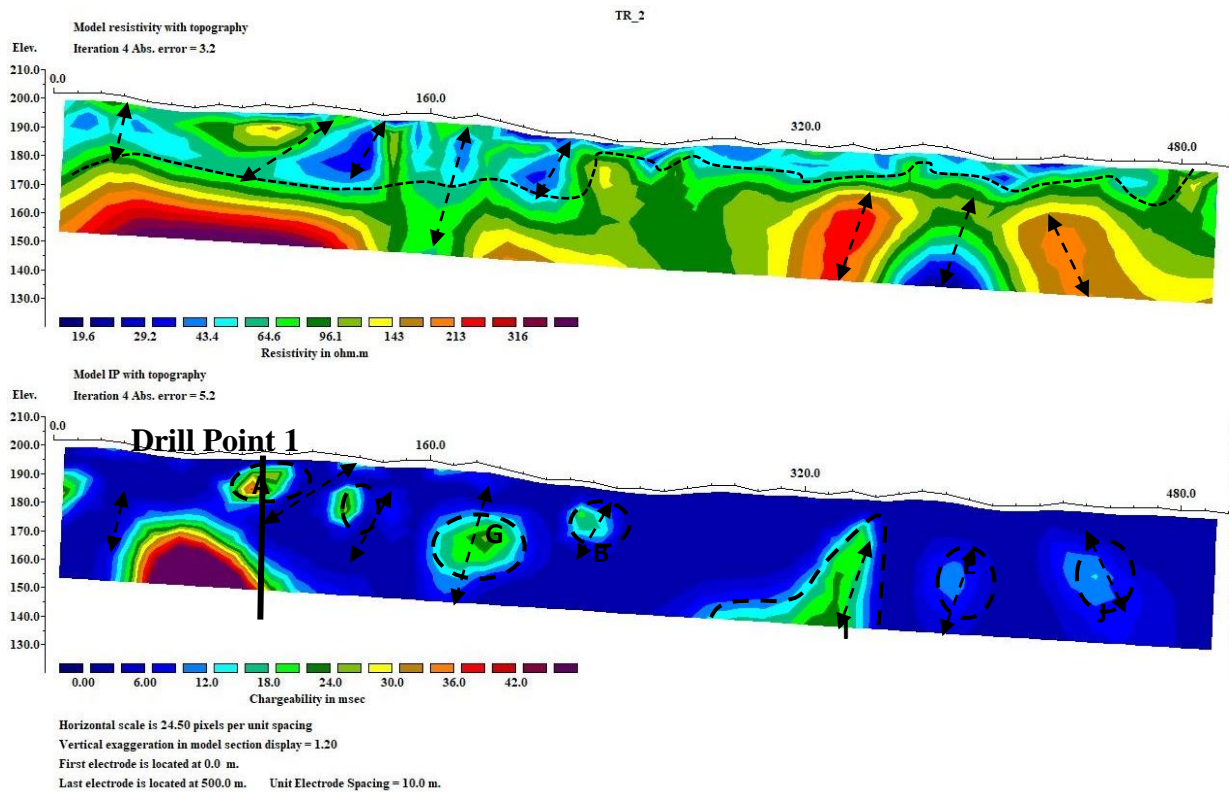 TR_2
Model resistivity with topography
Iteration 4 Abs. error = 3.2
Elev.
210.0
200.0
190.0
180.0
170.0
160.0
150.0
140.0
130.0
0.0
160.0
320.0
480.0
19.6 29.2 43.4 64.6 96.1 143 213 316
Resistivity in ohm.m
Model IP with topography
Iteration 4 Abs. error = 5.2
Elev.
210.0
200.0
190.0
180.0
170.0
160.0
150.0
140.0
130.0
0.0
160.0
320.0
480.0
Drill Point 1
A
G
B
E
J
I
0.00 6.00 12.0 18.0 24.0 30.0 36.0 42.0
Chargeability in msec
Horizontal scale is 24.50 pixels per unit spacing
Vertical exaggeration in model section display = 1.20
First electrode is located at 0.0 m.
Last electrode is located at 500.0 m. Unit Electrode Spacing = 10.0 m.